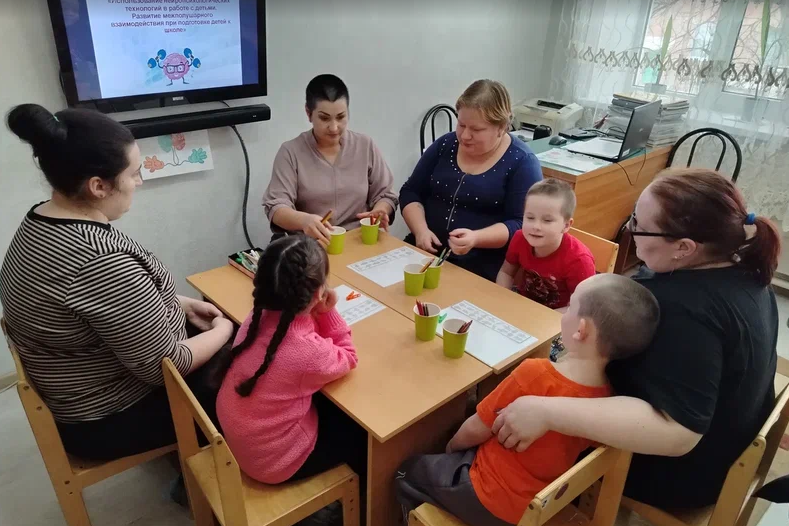 «Использование нейропсихологических
технологий в работе с детьми
Развитие межполушарного
взаимодействия при подготовке детей к
школе»